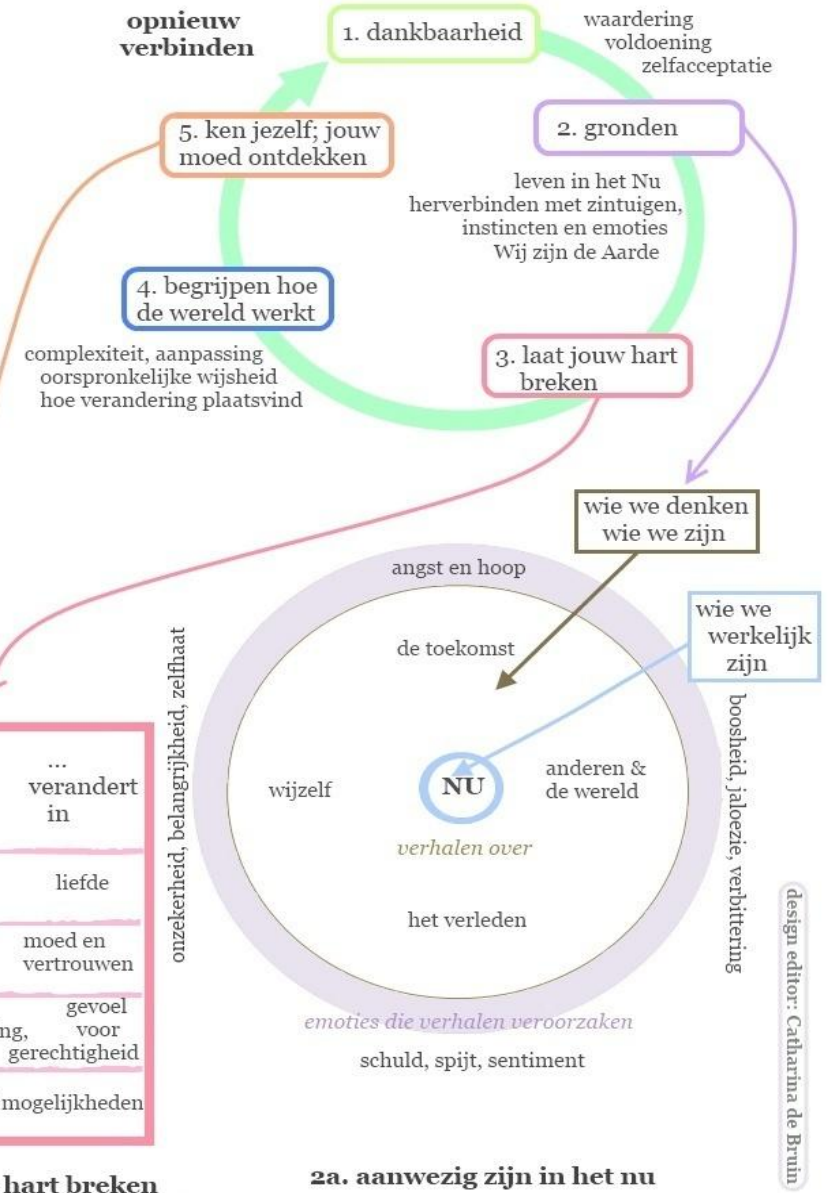 opnieuw
verbinden
1. dankbaarheid
waardering
voldoening
zelfacceptatie
2. gronden
leven in het Nu
herverbinden met zintuigen,
instincten en emoties
Wij zijn de Aarde
3. laat jouw hart
breken
4. begrijpen hoe
de wereld werkt
complexiteit, aanpassing
oorspronkelijke wijsheid
hoe verandering plaatsvind
5. ken jezelf; jouw
moed ontdekken
wie we denken
wie we zijn
wie we
werkelijk
zijn
angst en hoop
de toekomst
onzekerheid, belangrijkheid, zelfhaat
wijzelf
NU
anderen &
de wereld
boosheid, jaloezie, verbittering
verhalen over
het verleden
emoties die verhalen veroorzaken
schuld, spijt, sentiment
2a. aanwezig zijn in het nu
...
verandert
in
liefde
moed en
vertrouwen
gevoel
ng, voor
gerechtigheid
mogelijkheden
hart breken
design editor: Catharina de Bruin